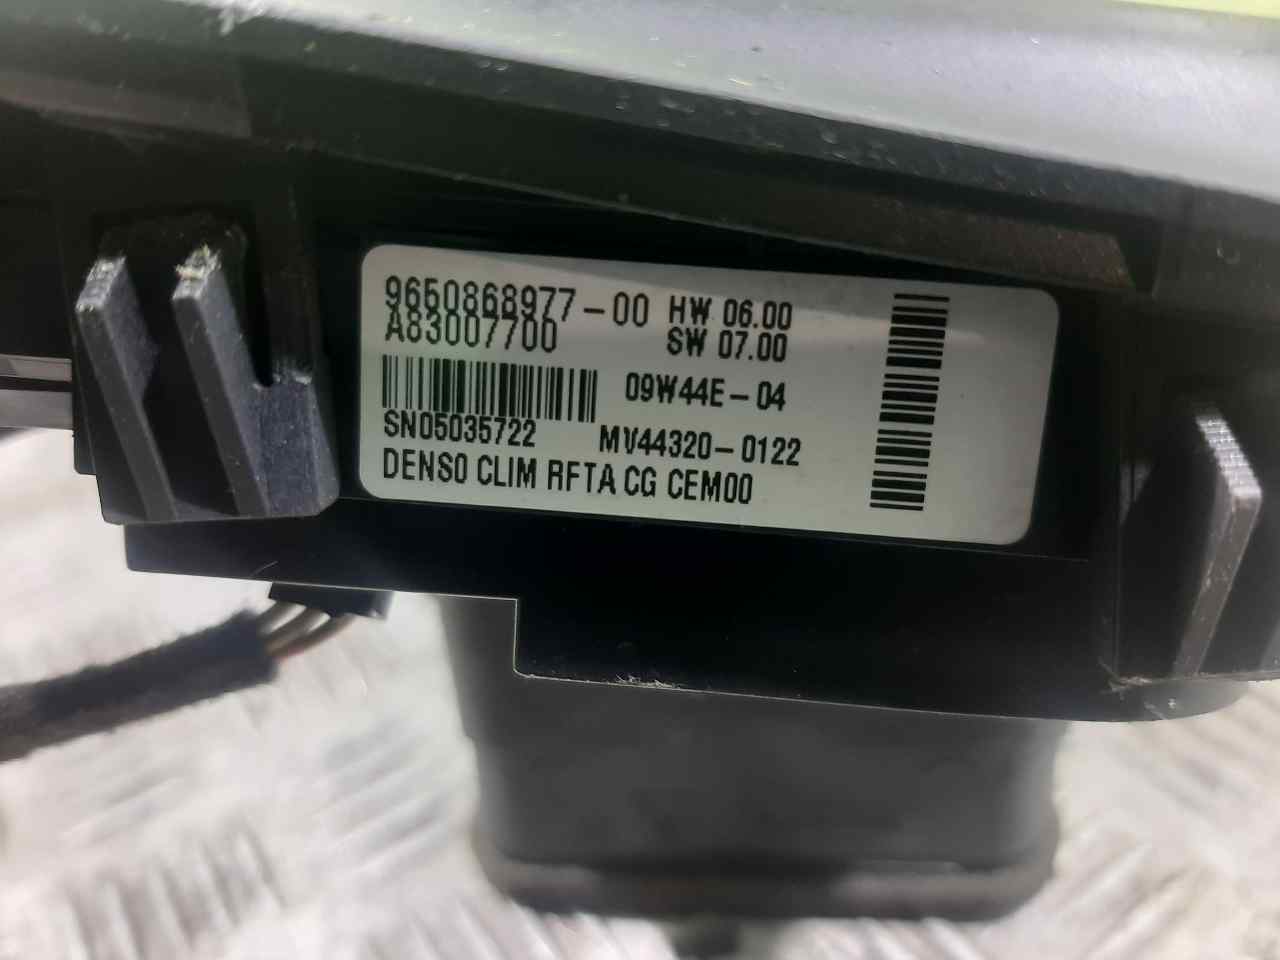 9650868977-00 HW 06.00
A83007700 SW 07.00
09W44E-04
SN05035722 MV44320-0122
DENSO CLIM RFTA CG CEM00